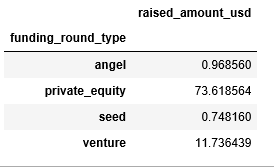 raised_amount_usd
funding_round_type
angel 0.968560
private_equity 73.618564
seed 0.748160
venture 11.736439